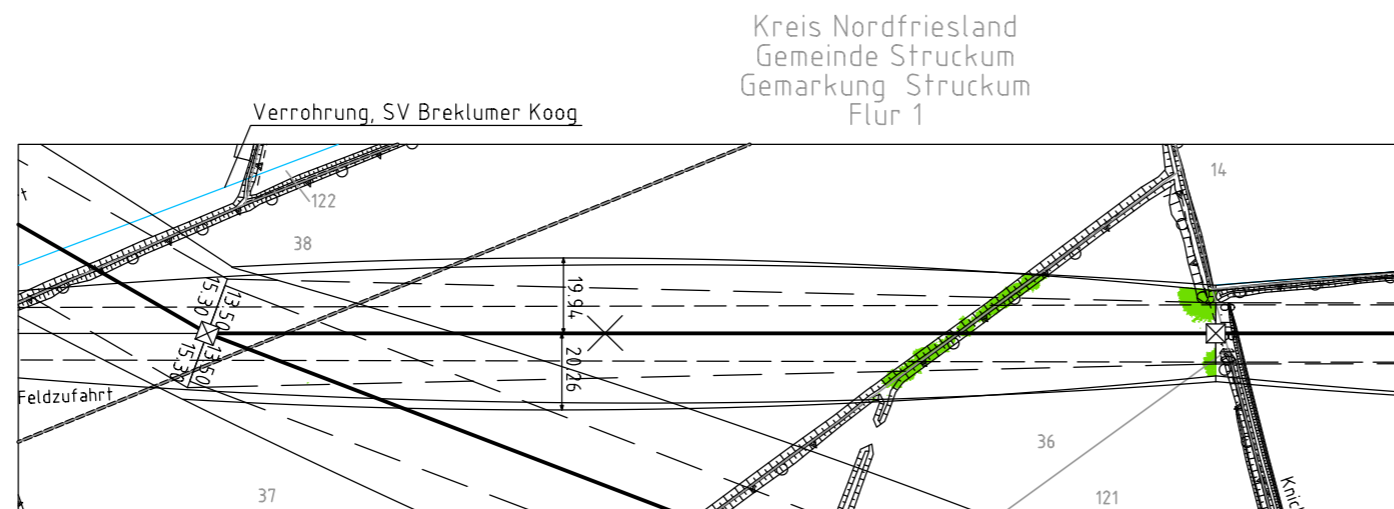 Kreis Nordfriesland
Gemeinde Struckum
Gemarkung Struckum
Flur 1
Verrohrung, SV Breklumer Koog
14
122
38
19.94
15.30
13.50
13.50
15.30
20.26
Feldzufahrt
36
37
121